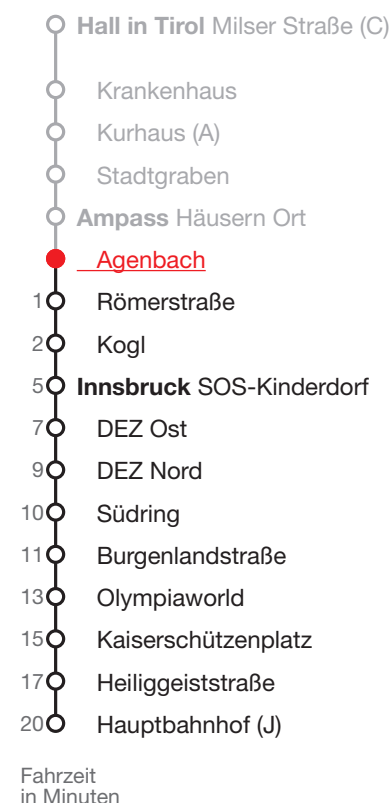 Hall in Tirol Milser Straße (C)
Krankenhaus
Kurhaus (A)
Stadtgraben
Ampass Häusern Ort
Agenbach
1 Römerstraße
2 Kogl
5 Innsbruck SOS-Kinderdorf
7 DEZ Ost
9 DEZ Nord
10 Südring
11 Burgenlandstraße
13 Olympiaworld
15 Kaiserschützenplatz
17 Heiliggeiststraße
20 Hauptbahnhof (J)
Fahrzeit
in Minuten